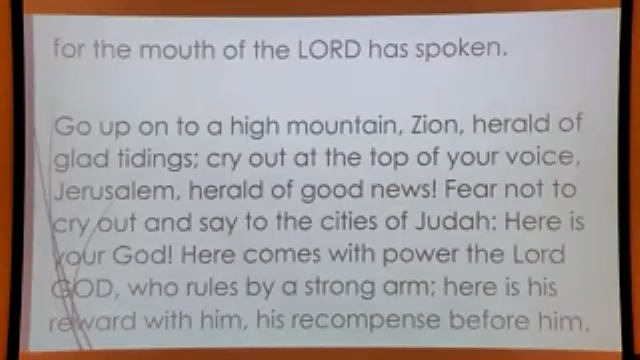 for the mouth of the LORD has spoken.
Go up on to a high mountain, Zion, herald of
glad tidings; cry out at the top of your voice,
Jerusalem, herald of good news! Fear not to
cry out and say to the cities of Judah: Here is
your God! Here comes with power the Lord
GOD, who rules by a strong arm; here is his
reward with him, his recompense before him.